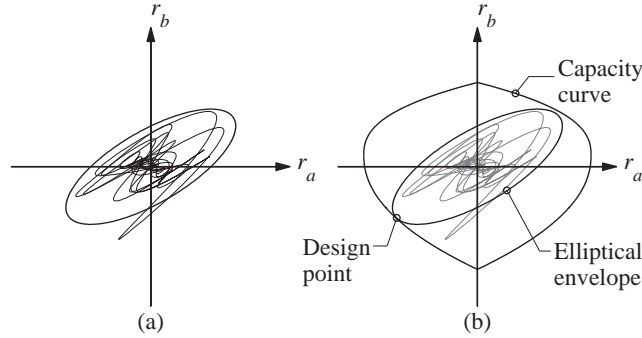 r_b
r_a
(a)
r_b
Capacity
curve
r_a
Design
point
Elliptical
envelope
(b)